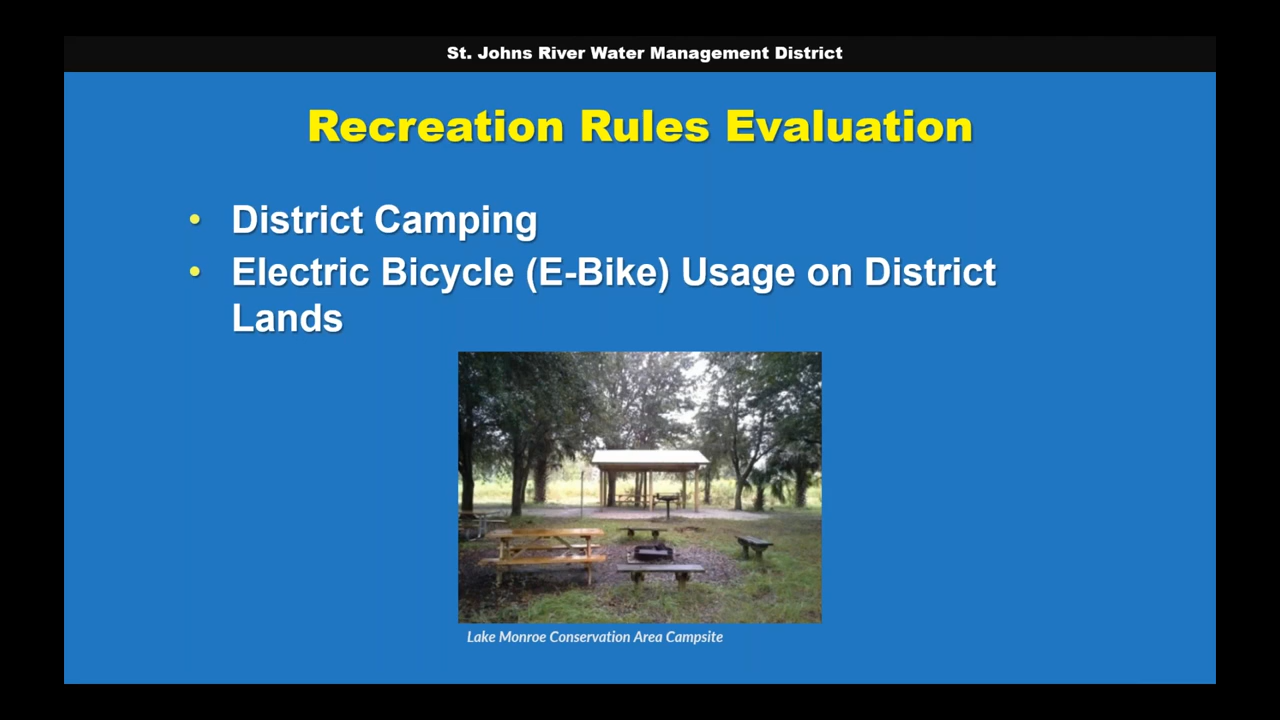 St. Johns River Water Management District
Recreation Rules Evaluation
• District Camping
• Electric Bicycle (E-Bike) Usage on District
Lands
Lake Monroe Conservation Area Campsite